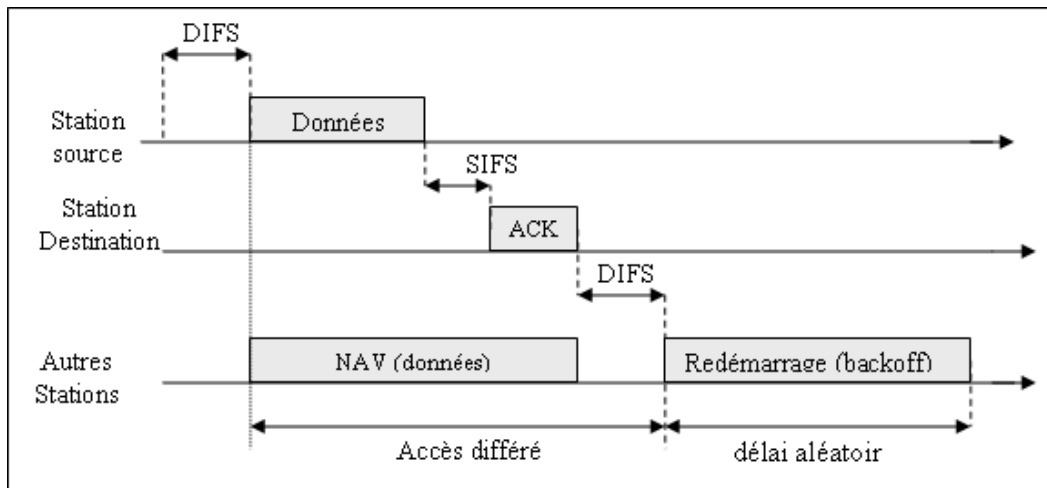 DIFS
Station
source
Données
SIFS
Station
Destination
ACK
DIFS
Autres
Stations
NAV (données)
Redémarrage (backoff)
Accès différé
délai aléatoir